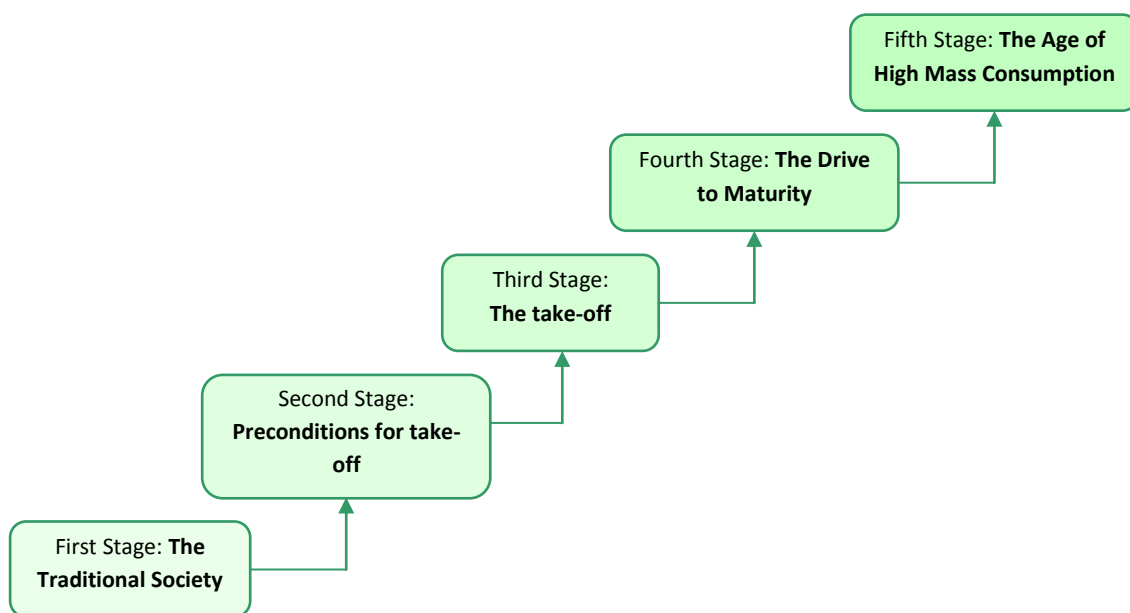 Fifth Stage: The Age of
High Mass Consumption
Fourth Stage: The Drive
to Maturity
Third Stage:
The take-off
Second Stage:
Preconditions for take-
off
First Stage: The
Traditional Society